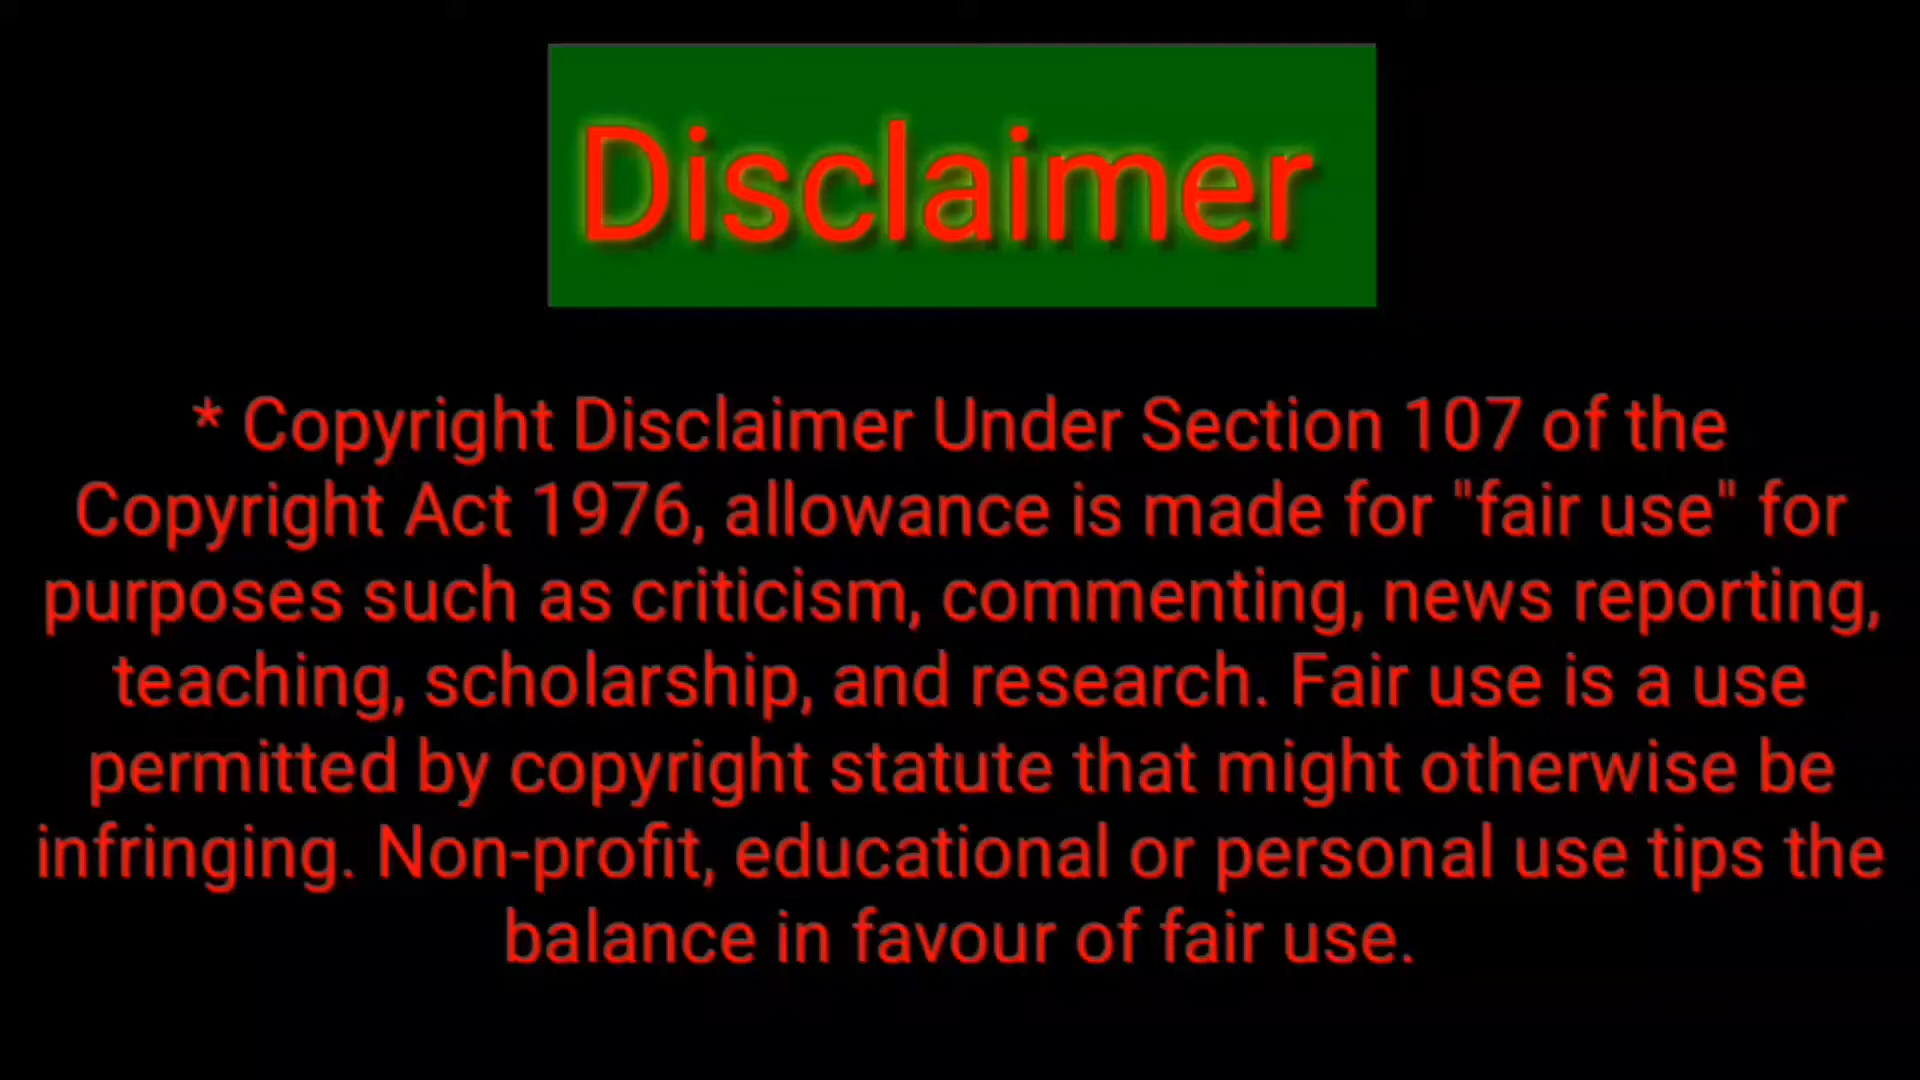 Disclaimer
* Copyright Disclaimer Under Section 107 of the
Copyright Act 1976, allowance is made for "fair use" for
purposes such as criticism, commenting, news reporting,
teaching, scholarship, and research. Fair use is a use
permitted by copyright statute that might otherwise be
infringing. Non-profit, educational or personal use tips the
balance in favour of fair use.